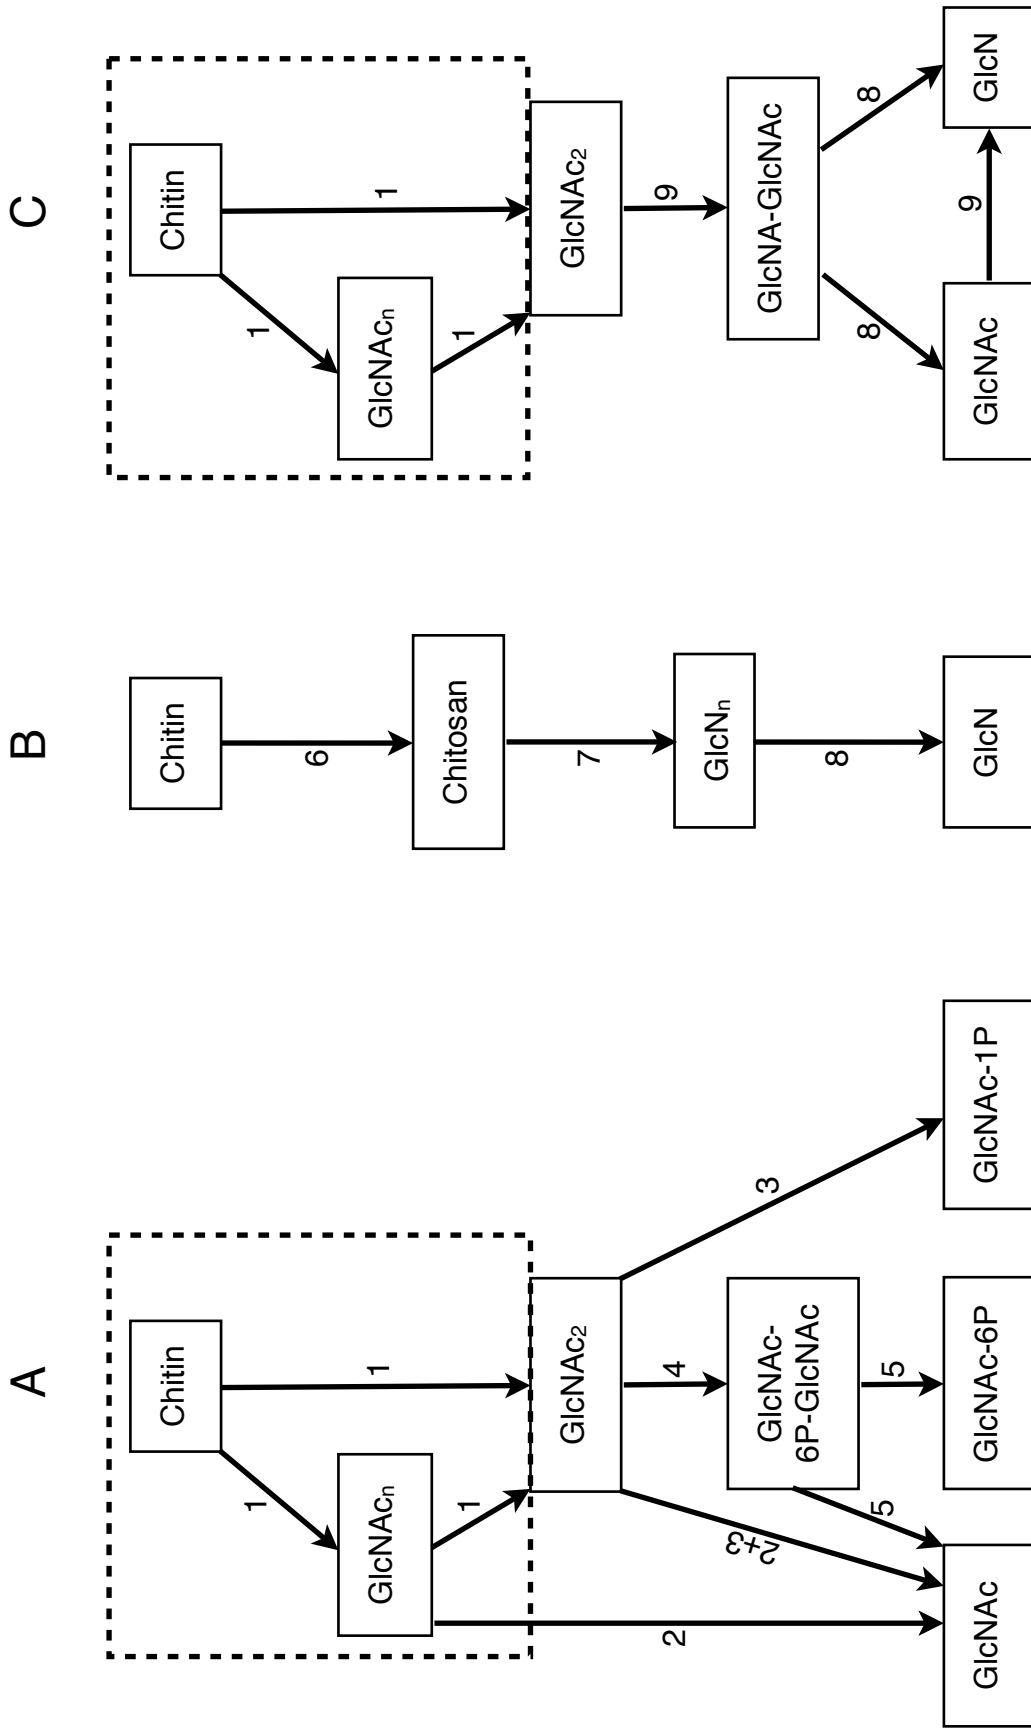 A
Chitin
1
1
GlcNAcₙ
1
GlcNAc₂
2
2+3
4
3
GlcNAc-
6P-GlcNAc
5
5
GlcNAc
GlcNAc-6P
GlcNAc-1P
B
Chitin
6
Chitosan
7
GlcNₙ
8
GlcN
C
Chitin
1
1
GlcNAcₙ
1
GlcNAc₂
9
GlcNA-GlcNAc
8
8
GlcNAc
9
GlcN